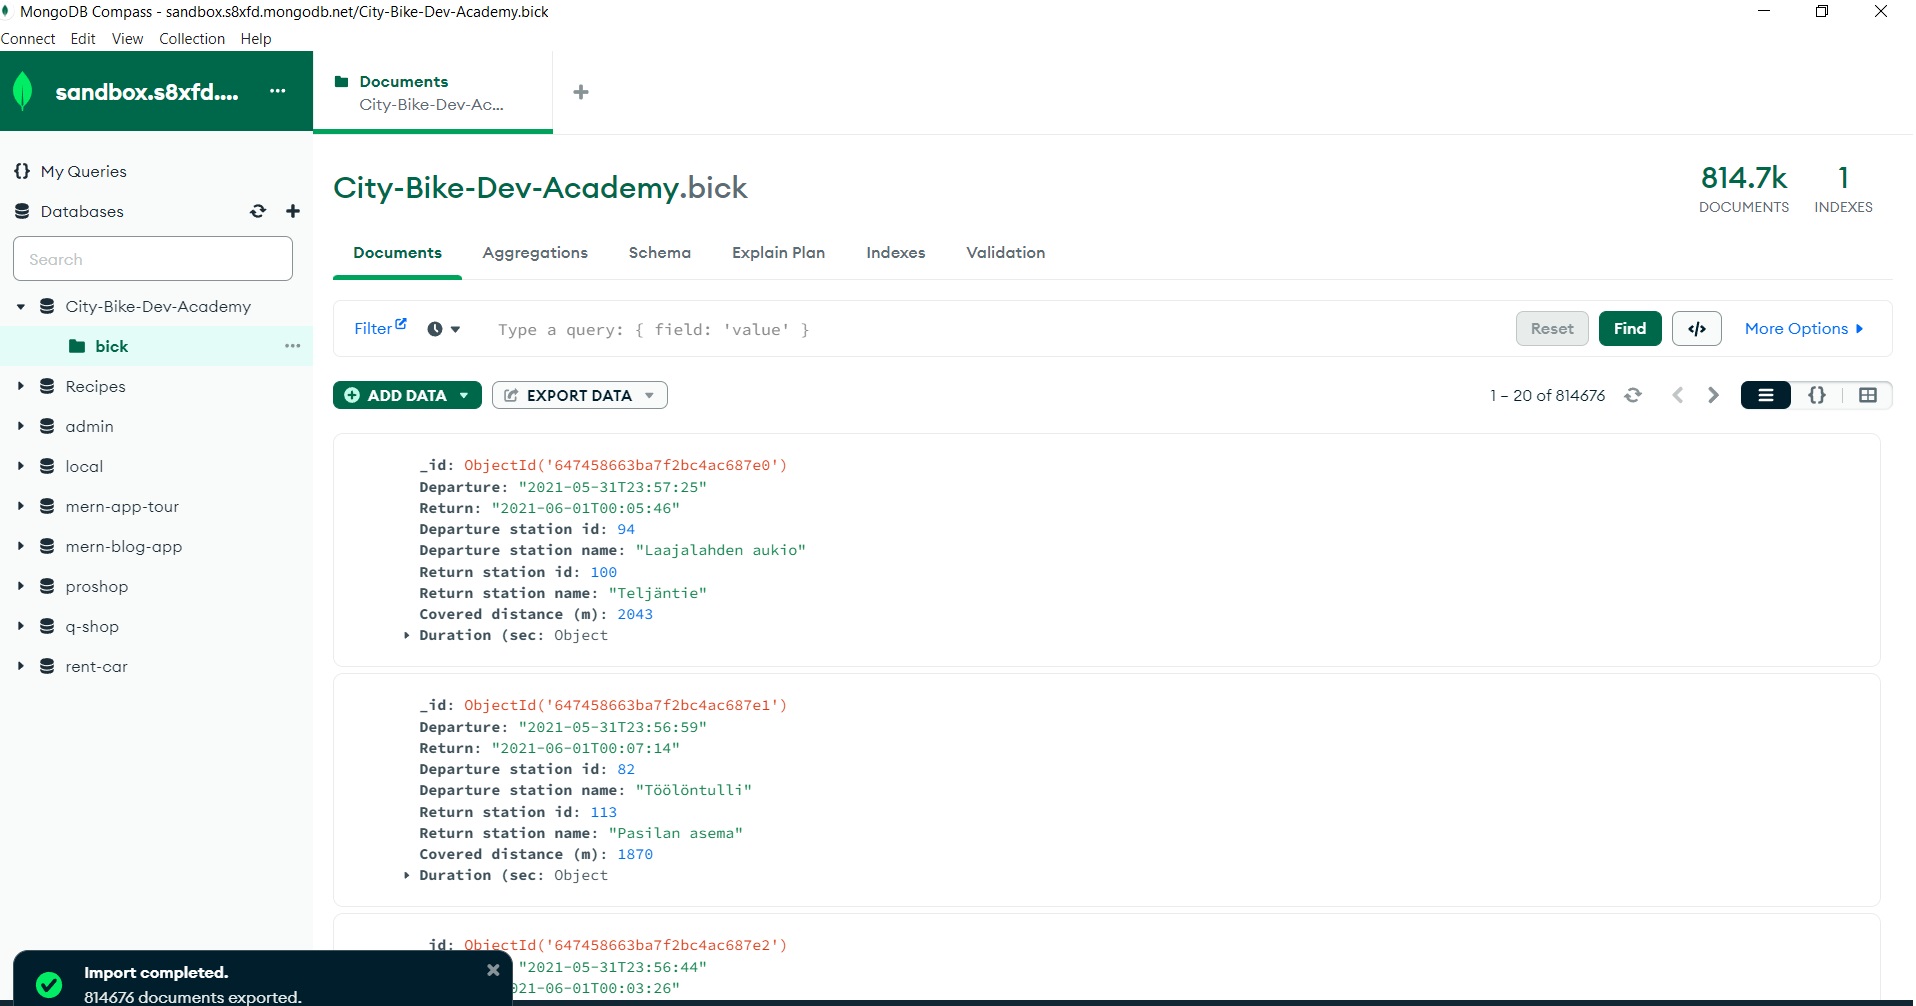 MongoDB Compass - sandbox.s8xfd.mongodb.net/City-Bike-Dev-Academy.bick
Connect Edit View Collection Help
sandbox.s8xfd....
Documents
City-Bike-Dev-Ac...
My Queries
Databases
Search
City-Bike-Dev-Academy
bick
Recipes
admin
local
mern-app-tour
mern-blog-app
proshop
q-shop
rent-car
City-Bike-Dev-Academy.bick
814.7k DOCUMENTS
1 INDEXES
Documents Aggregations Schema Explain Plan Indexes Validation
Filter Type a query: { field: 'value' } Reset Find </> More Options
ADD DATA EXPORT DATA 1 – 20 of 814676 {}
_id: ObjectId('647458663ba7f2bc4ac687e0')
Departure: "2021-05-31T23:57:25"
Return: "2021-06-01T00:05:46"
Departure station id: 94
Departure station name: "Laajalahden aukio"
Return station id: 100
Return station name: "Teljäntie"
Covered distance (m): 2043
Duration (sec: Object
_id: ObjectId('647458663ba7f2bc4ac687e1')
Departure: "2021-05-31T23:56:59"
Return: "2021-06-01T00:07:14"
Departure station id: 82
Departure station name: "Töölöntulli"
Return station id: 113
Return station name: "Pasilan asema"
Covered distance (m): 1870
Duration (sec: Object
_id: ObjectId('647458663ba7f2bc4ac687e2')
"2021-05-31T23:56:44"
021-06-01T00:03:26"
Import completed.
814676 documents exported.